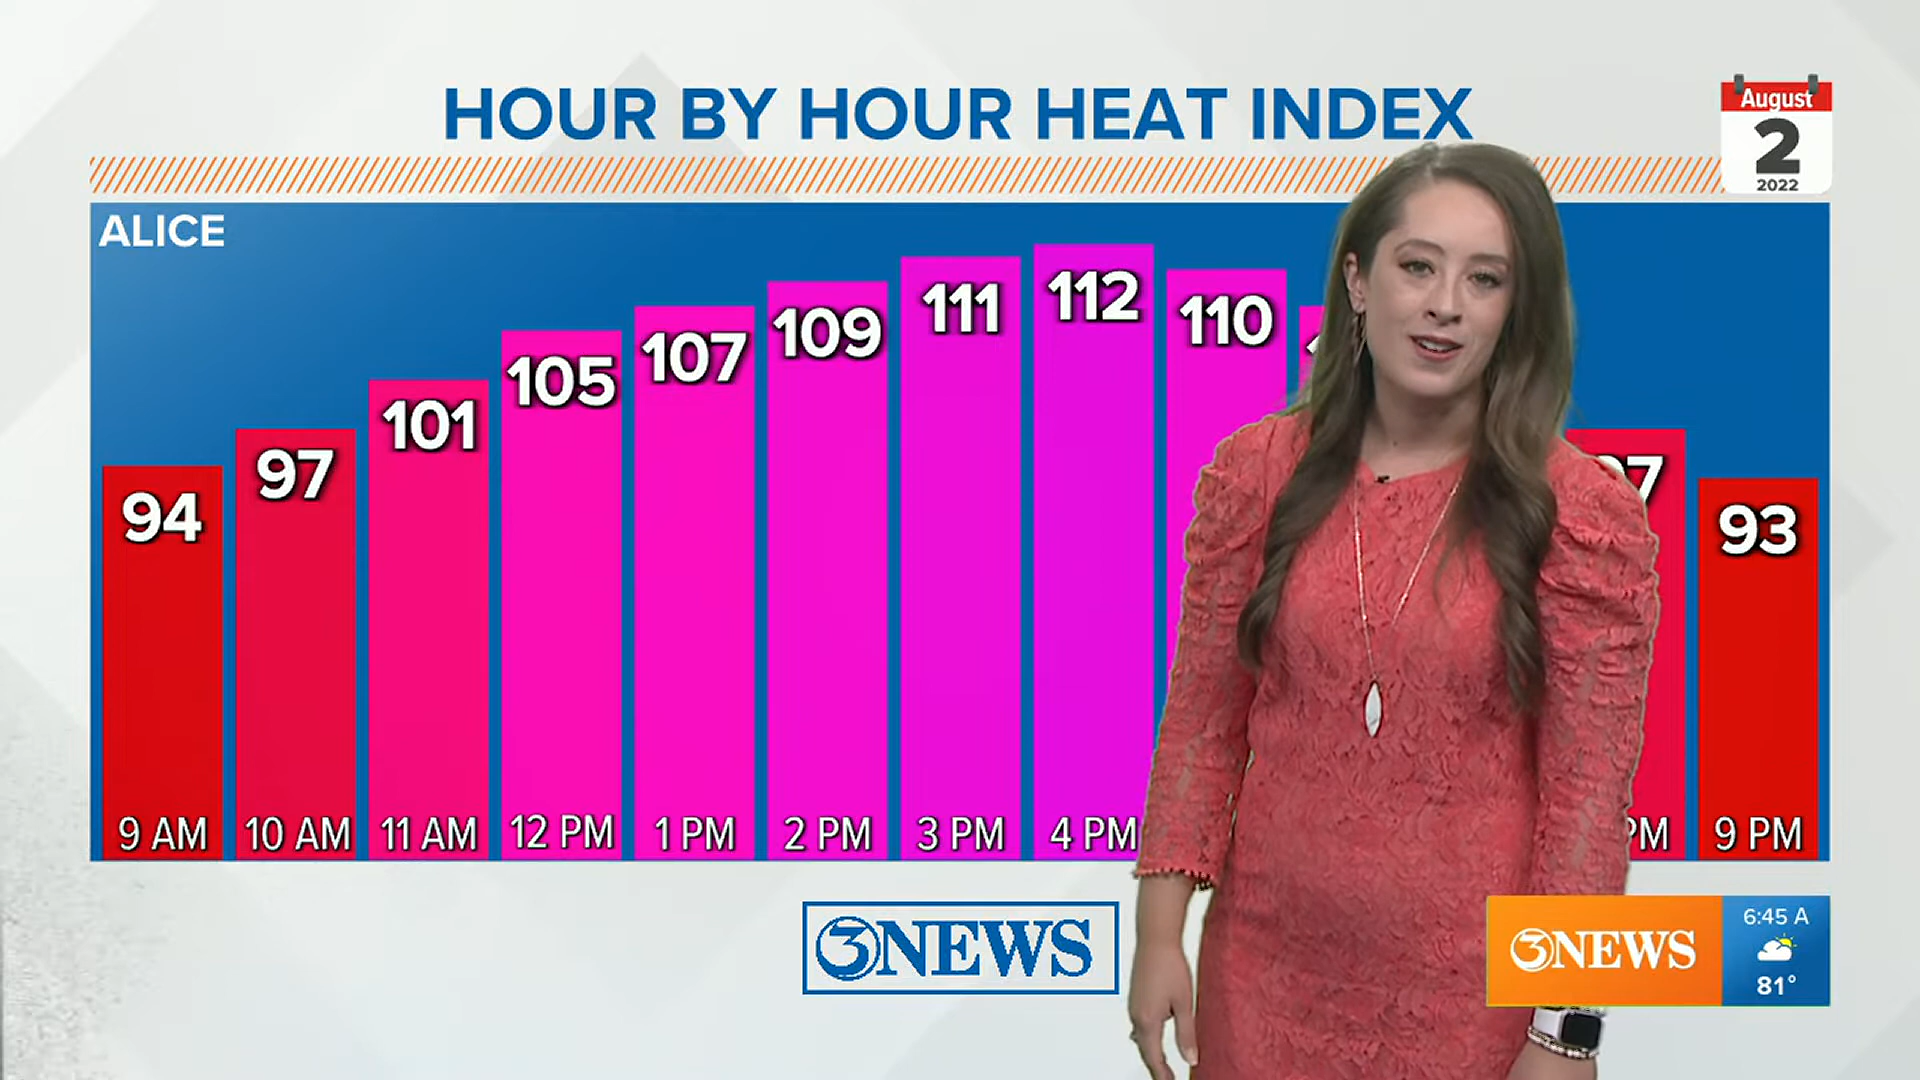 HOUR BY HOUR HEAT INDEX
August
2
2022
ALICE
94 97 101 105 107 109 111 112 110 93
9 AM 10 AM 11 AM 12 PM 1 PM 2 PM 3 PM 4 PM PM 9 PM
3NEWS
3NEWS
6:45 A
81°